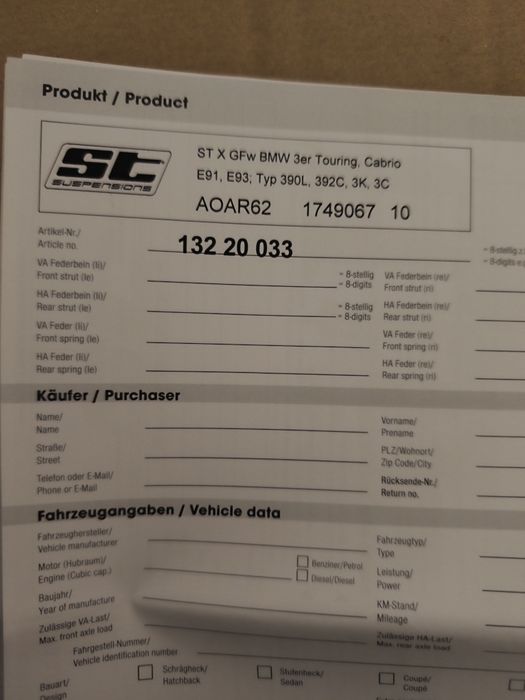 Produkt / Product
st
SUSPENSIONS
ST X GFw BMW 3er Touring, Cabrio
E91, E93; Typ 390L, 392C, 3K, 3C
AOAR62 1749067 10
Artikel-Nr./
Article no.
132 20 033
- 8-stellig
- 8-digits
VA Federbein (li)/
Front strut (le)
- 8-stellig
- 8-digits
VA Federbein (re)/
Front strut (ri)
HA Federbein (li)/
Rear strut (le)
- 8-stellig
- 8-digits
HA Federbein (re)/
Rear strut (ri)
VA Feder (li)/
Front spring (le)
VA Feder (re)/
Front spring (ri)
HA Feder (li)/
Rear spring (le)
HA Feder (re)/
Rear spring (ri)
Käufer / Purchaser
Name/
Name
Vorname/
Prename
Straße/
Street
PLZ/Wohnort/
Zip Code/City
Telefon oder E-Mail/
Phone or E-Mail
Rücksende-Nr./
Return no.
Fahrzeugangaben / Vehicle data
Fahrzeughersteller/
Vehicle manufacturer
Fahrzeugtyp/
Type
Motor (Hubraum)/
Engine (Cubic cap.)
Benziner/Petrol
Diesel/Diesel
Leistung/
Power
Baujahr/
Year of manufacture
KM-Stand/
Mileage
Zulässige VA-Last/
Max. front axle load
Zulässige HA-Last/
Max. rear axle load
Fahrgestell-Nummer/
Vehicle identification number
Bauart/
Design
Schrägheck/
Hatchback
Stufenheck/
Sedan
Coupé/
Coupe